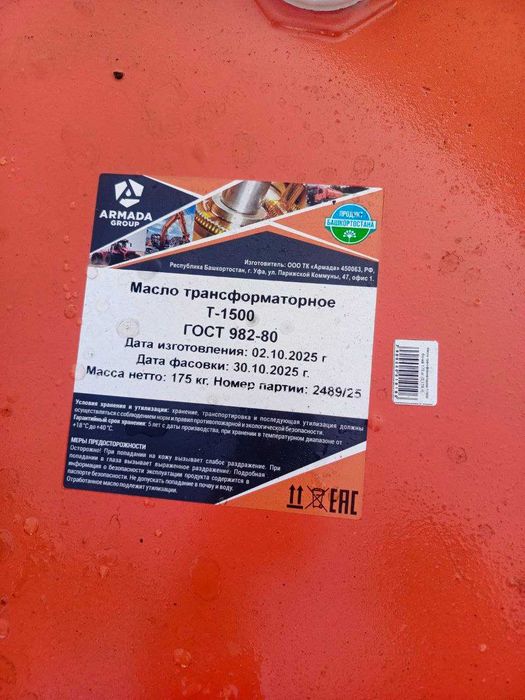 ARMADA
GROUP
ПРОДУКТ
БАШКОРТОСТАНА
Изготовитель: ООО ТК «Армада» 450063, РФ,
Республика Башкортостан, г. Уфа, ул. Парижской Коммуны, 47, офис 1.
Масло трансформаторное
Т-1500
ГОСТ 982-80
Дата изготовления: 02.10.2025 г
Дата фасовки: 30.10.2025 г.
Масса нетто: 175 кг. Номер партии: 2489/25
Условия хранения и утилизации: хранение, транспортировка и последующая утилизация должны
осуществляться с соблюдением норм и правил противопожарной и экологической безопасности.
Гарантийный срок хранения: 5 лет с даты производства, при хранении в температурном диапазоне от
+18°С до +40°С.
МЕРЫ ПРЕДОСТОРОЖНОСТИ
Осторожно! При попадании на кожу вызывает слабое раздражение. При
попадании в глаза вызывает выраженное раздражение. Подробная
информация о безопасности эксплуатации продукта содержится в
паспорте безопасности. Не допускать попадание в почву и воду.
Отработанное масло подлежит утилизации.
EAC